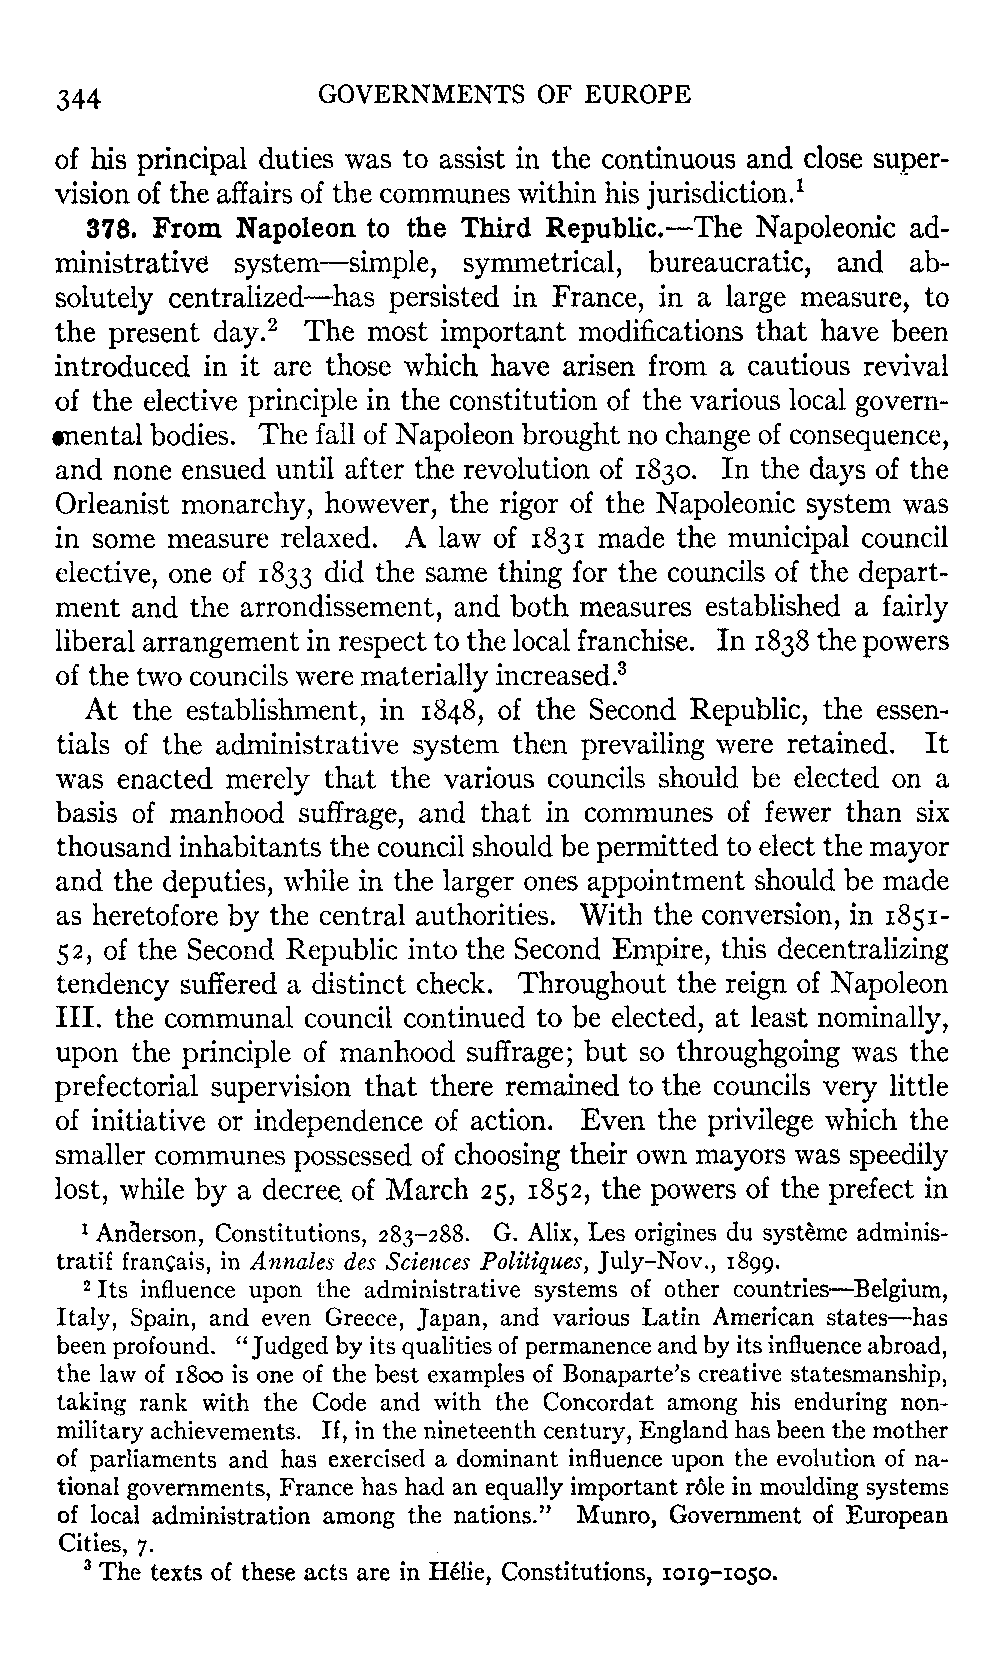 344 GOVERNMENTS OF EUROPE
of his principal duties was to assist in the continuous and close super-
vision of the affairs of the communes within his jurisdiction.¹
378. From Napoleon to the Third Republic.—The Napoleonic ad-
ministrative system—simple, symmetrical, bureaucratic, and ab-
solutely centralized—has persisted in France, in a large measure, to
the present day.² The most important modifications that have been
introduced in it are those which have arisen from a cautious revival
of the elective principle in the constitution of the various local govern-
mental bodies. The fall of Napoleon brought no change of consequence,
and none ensued until after the revolution of 1830. In the days of the
Orleanist monarchy, however, the rigor of the Napoleonic system was
in some measure relaxed. A law of 1831 made the municipal council
elective, one of 1833 did the same thing for the councils of the depart-
ment and the arrondissement, and both measures established a fairly
liberal arrangement in respect to the local franchise. In 1838 the powers
of the two councils were materially increased.³
At the establishment, in 1848, of the Second Republic, the essen-
tials of the administrative system then prevailing were retained. It
was enacted merely that the various councils should be elected on a
basis of manhood suffrage, and that in communes of fewer than six
thousand inhabitants the council should be permitted to elect the mayor
and the deputies, while in the larger ones appointment should be made
as heretofore by the central authorities. With the conversion, in 1851-
52, of the Second Republic into the Second Empire, this decentralizing
tendency suffered a distinct check. Throughout the reign of Napoleon
III. the communal council continued to be elected, at least nominally,
upon the principle of manhood suffrage; but so throughgoing was the
prefectorial supervision that there remained to the councils very little
of initiative or independence of action. Even the privilege which the
smaller communes possessed of choosing their own mayors was speedily
lost, while by a decree of March 25, 1852, the powers of the prefect in
¹ Anderson, Constitutions, 283–288. G. Alix, Les origines du système adminis-
tratif français, in Annales des Sciences Politiques, July–Nov., 1899.
² Its influence upon the administrative systems of other countries—Belgium,
Italy, Spain, and even Greece, Japan, and various Latin American states—has
been profound. "Judged by its qualities of permanence and by its influence abroad,
the law of 1800 is one of the best examples of Bonaparte's creative statesmanship,
taking rank with the Code and with the Concordat among his enduring non-
military achievements. If, in the nineteenth century, England has been the mother
of parliaments and has exercised a dominant influence upon the evolution of na-
tional governments, France has had an equally important rôle in moulding systems
of local administration among the nations." Munro, Government of European
Cities, 7.
³ The texts of these acts are in Hélie, Constitutions, 1019–1050.